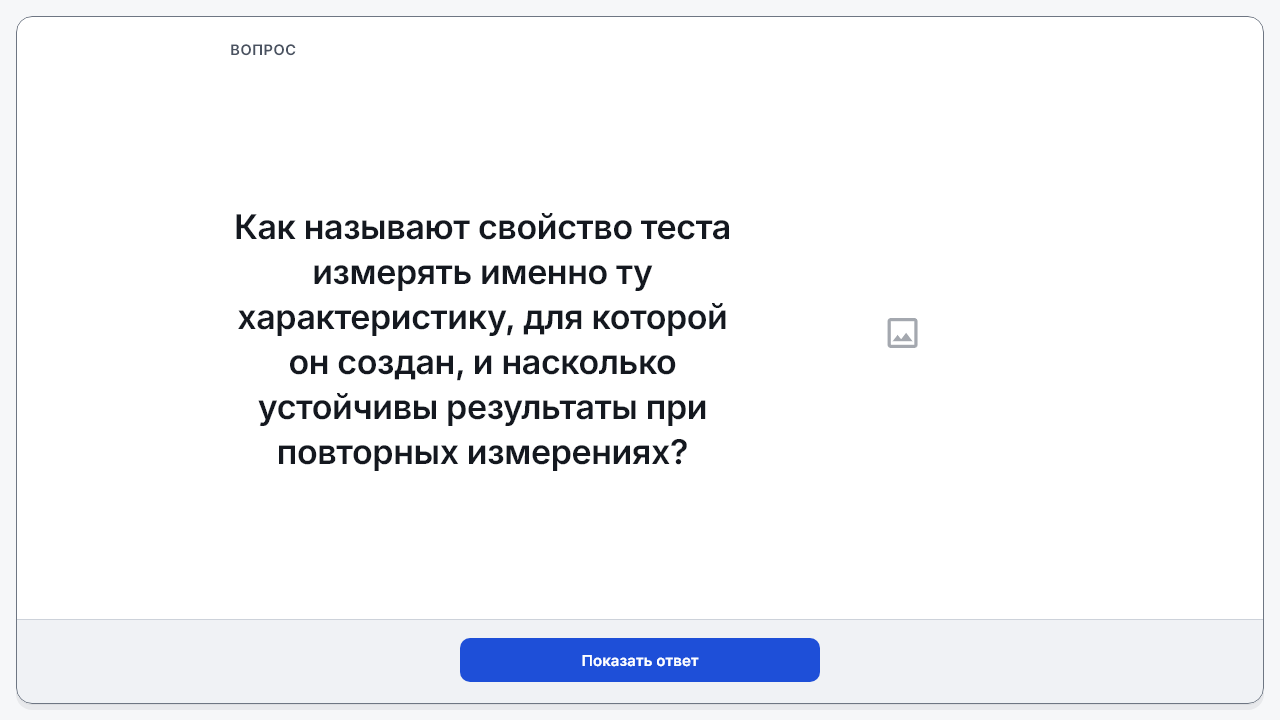 ВОПРОС
Как называют свойство теста
измерять именно ту
характеристику, для которой
он создан, и насколько
устойчивы результаты при
повторных измерениях?
Показать ответ